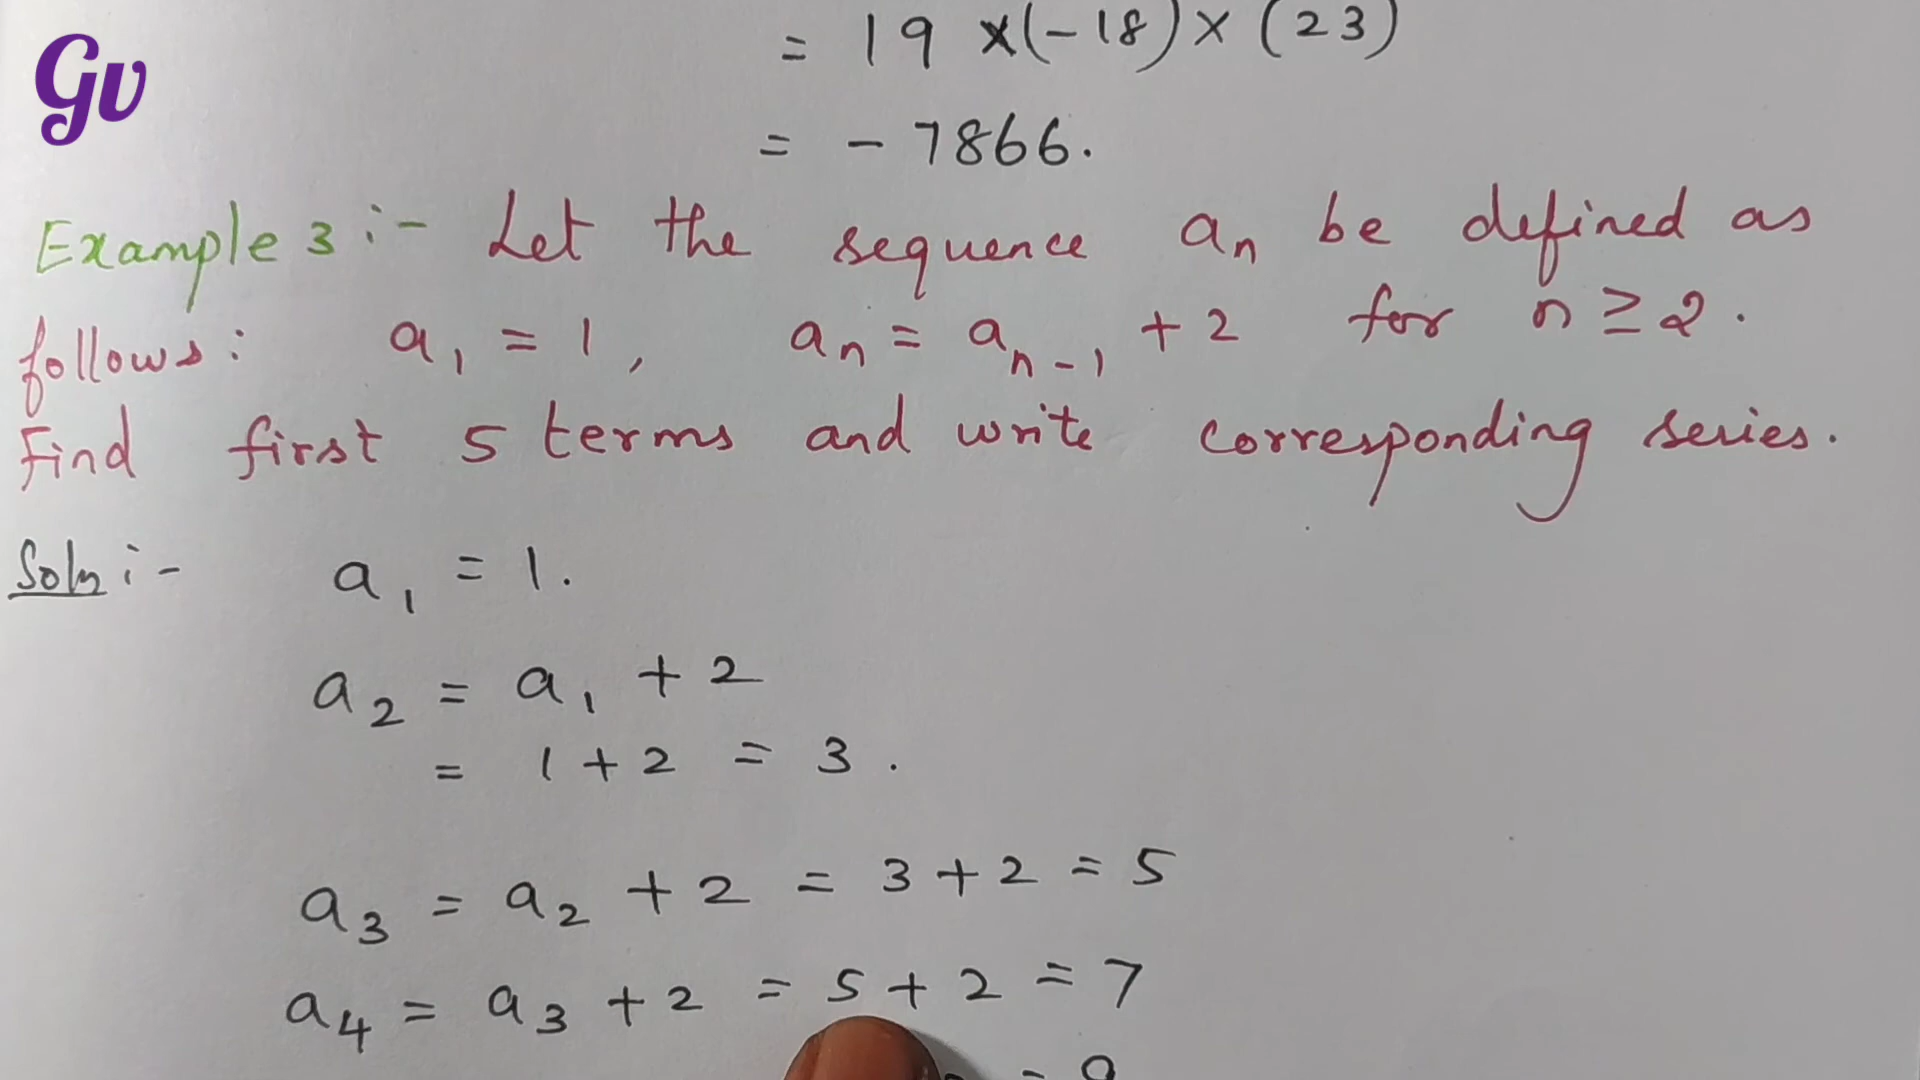 Gv
= 19 × (-18) × (23)
= - 7866.
Example 3 :- Let the sequence aₙ be defined as
follows : a₁ = 1, aₙ = aₙ₋₁ + 2 for n ≥ 2.
Find first 5 terms and write corresponding series.
Soln :- a₁ = 1.
a₂ = a₁ + 2
= 1 + 2 = 3.
a₃ = a₂ + 2 = 3 + 2 = 5
a₄ = a₃ + 2 = 5 + 2 = 7
= 9